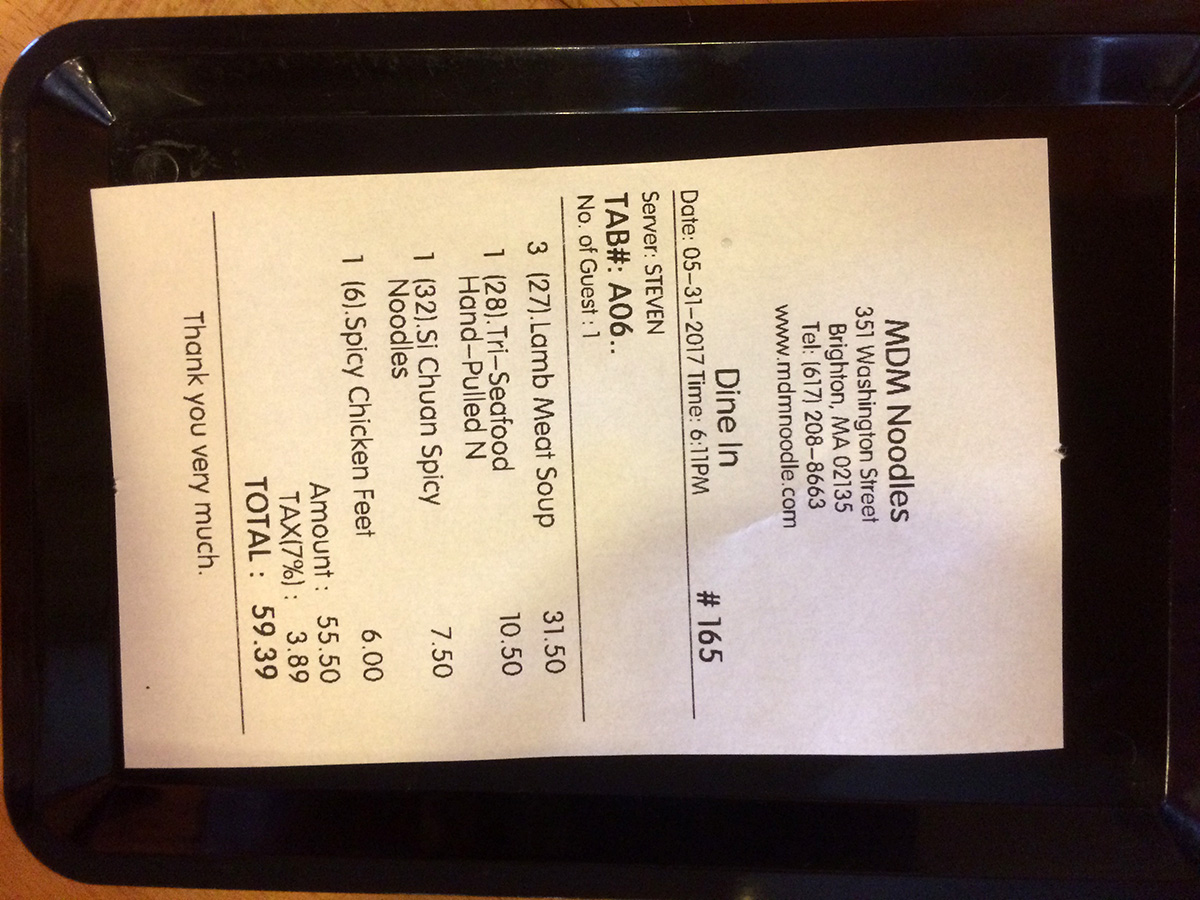 MDM Noodles
351 Washington Street
Brighton, MA 02135
Tel: (617) 208-8663
www.mdmnoodle.com
Dine In # 165
Date: 05-31-2017 Time: 6:11PM
Server: STEVEN
TAB#: A06..
No. of Guest : 1
3 (27).Lamb Meat Soup 31.50
1 (28).Tri-Seafood 10.50
Hand-Pulled N
1 (32).Si Chuan Spicy 7.50
Noodles
1 (6).Spicy Chicken Feet 6.00
Amount : 55.50
TAX(7%) : 3.89
TOTAL : 59.39
Thank you very much.